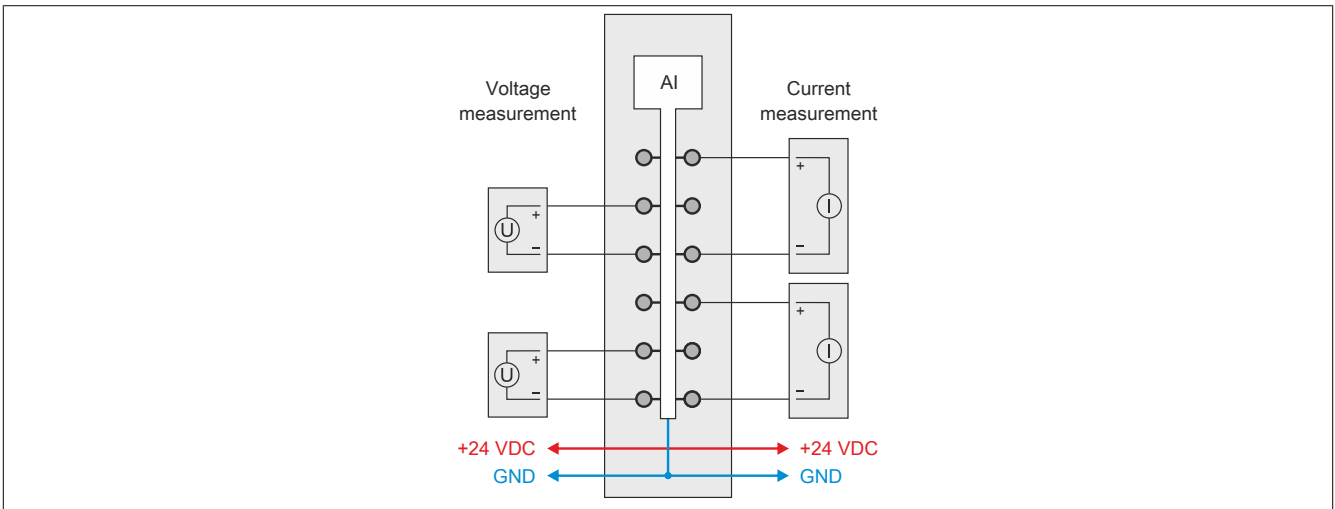 AI
Voltage
measurement
Current
measurement
+
I
-
U
+
-
+
I
-
U
+
-
+24 VDC
+24 VDC
GND
GND